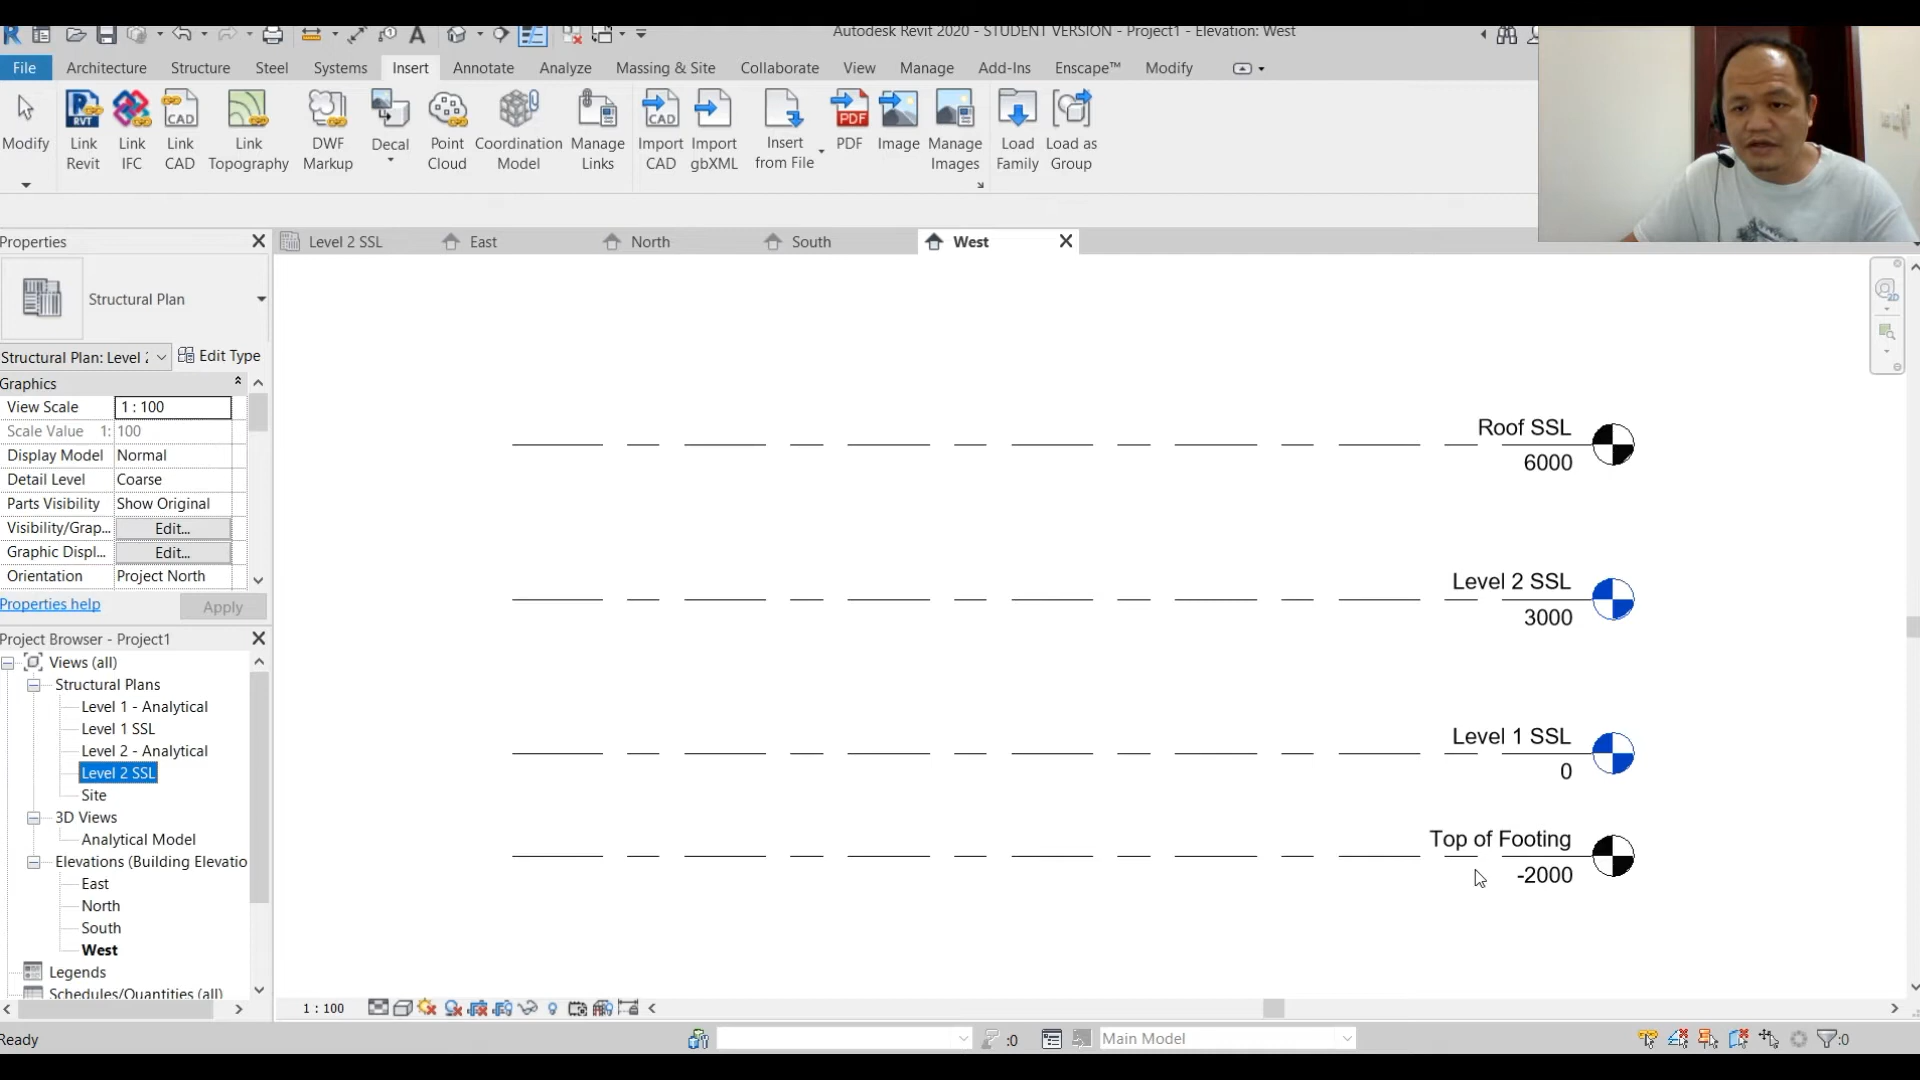 Autodesk Revit 2020 - STUDENT VERSION - Project1 - Elevation: West
File Architecture Structure Steel Systems Insert Annotate Analyze Massing & Site Collaborate View Manage Add-Ins Enscape™ Modify
Modify
Link Revit
Link IFC
Link CAD
Link Topography
DWF Markup
Decal
Point Cloud
Coordination Model
Manage Links
Import CAD
Import gbXML
Insert from File
PDF
Image
Manage Images
Load Family
Load as Group
Properties
Level 2 SSL East North South West
Structural Plan
Structural Plan: Level 2
Edit Type
Graphics
View Scale 1 : 100
Scale Value 1: 100
Display Model Normal
Detail Level Coarse
Parts Visibility Show Original
Visibility/Grap... Edit...
Graphic Displ... Edit...
Orientation Project North
Properties help Apply
Project Browser - Project1
Views (all)
Structural Plans
Level 1 - Analytical
Level 1 SSL
Level 2 - Analytical
Level 2 SSL
Site
3D Views
Analytical Model
Elevations (Building Elevatio
East
North
South
West
Legends
Schedules/Quantities (all)
Roof SSL
6000
Level 2 SSL
3000
Level 1 SSL
0
Top of Footing
-2000
1 : 100
Ready
:0
Main Model
:0